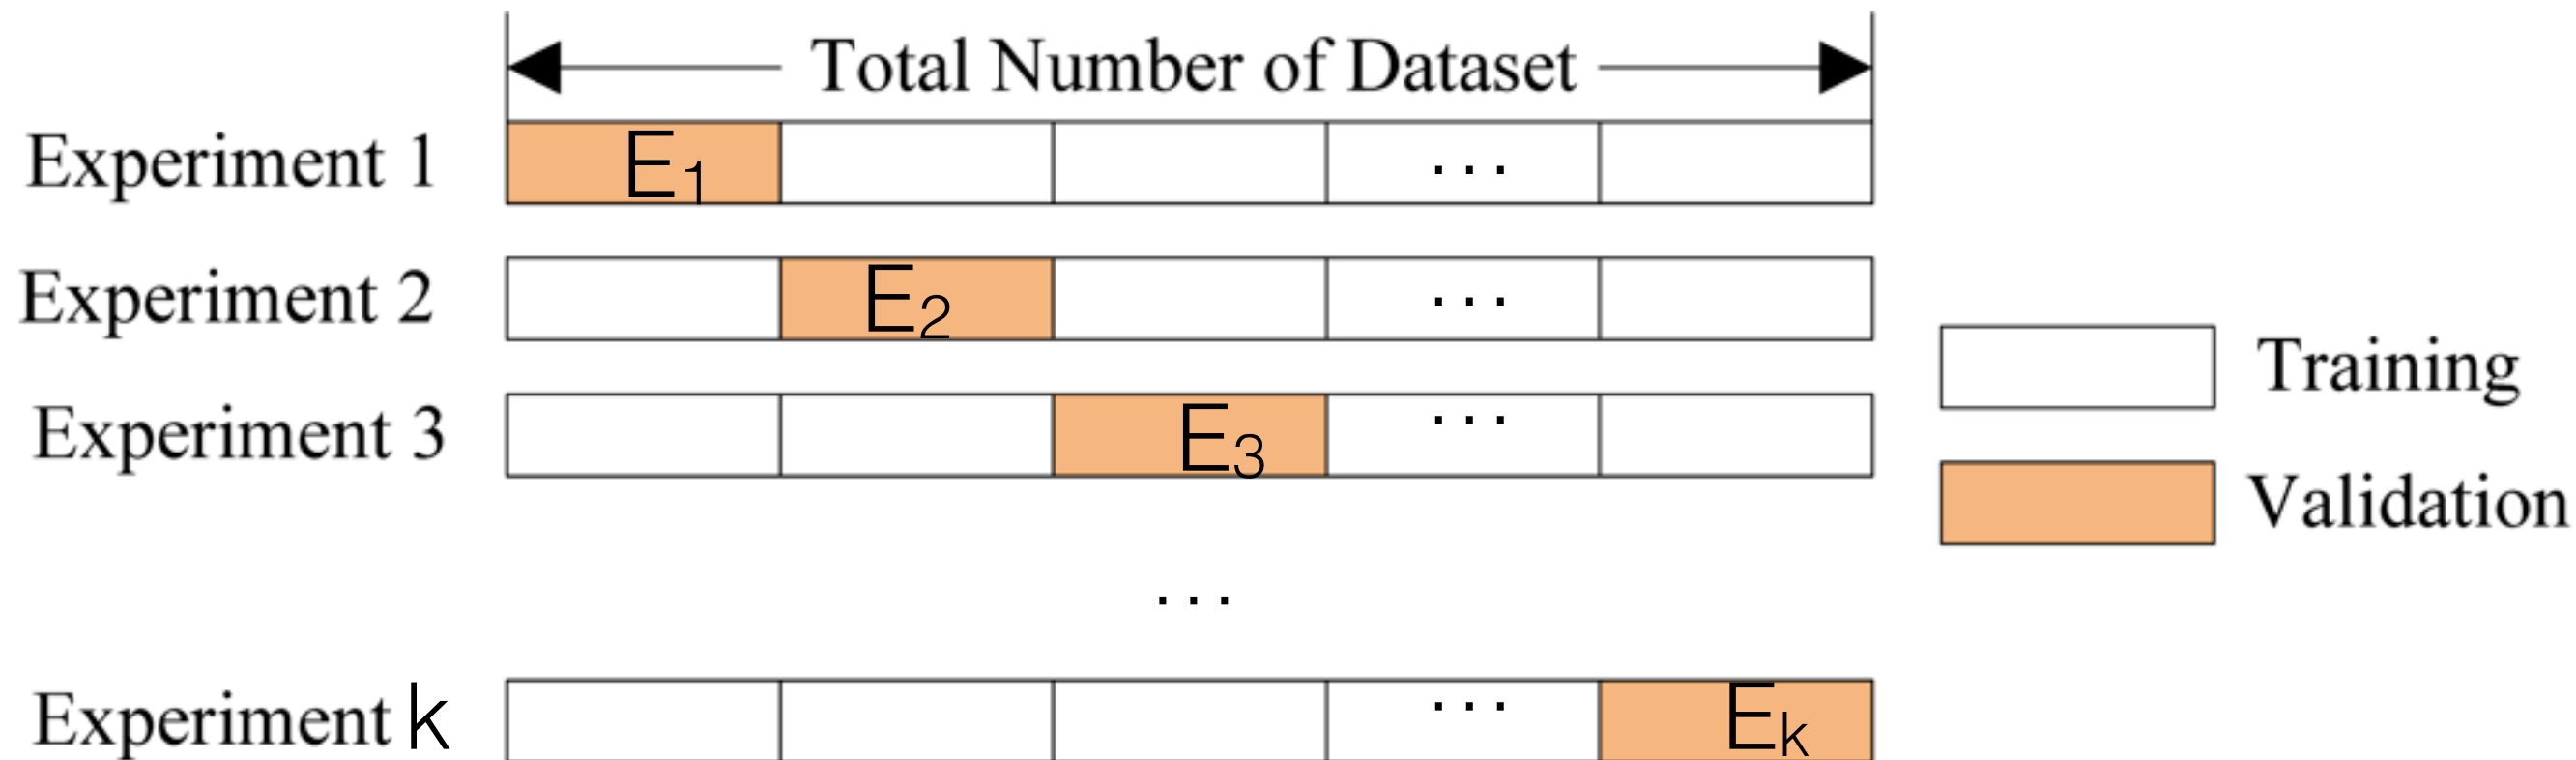 Total Number of Dataset
Experiment 1 E1 ...
Experiment 2 E2 ...
Experiment 3 E3 ...
Training
Validation
...
Experiment k ... Ek